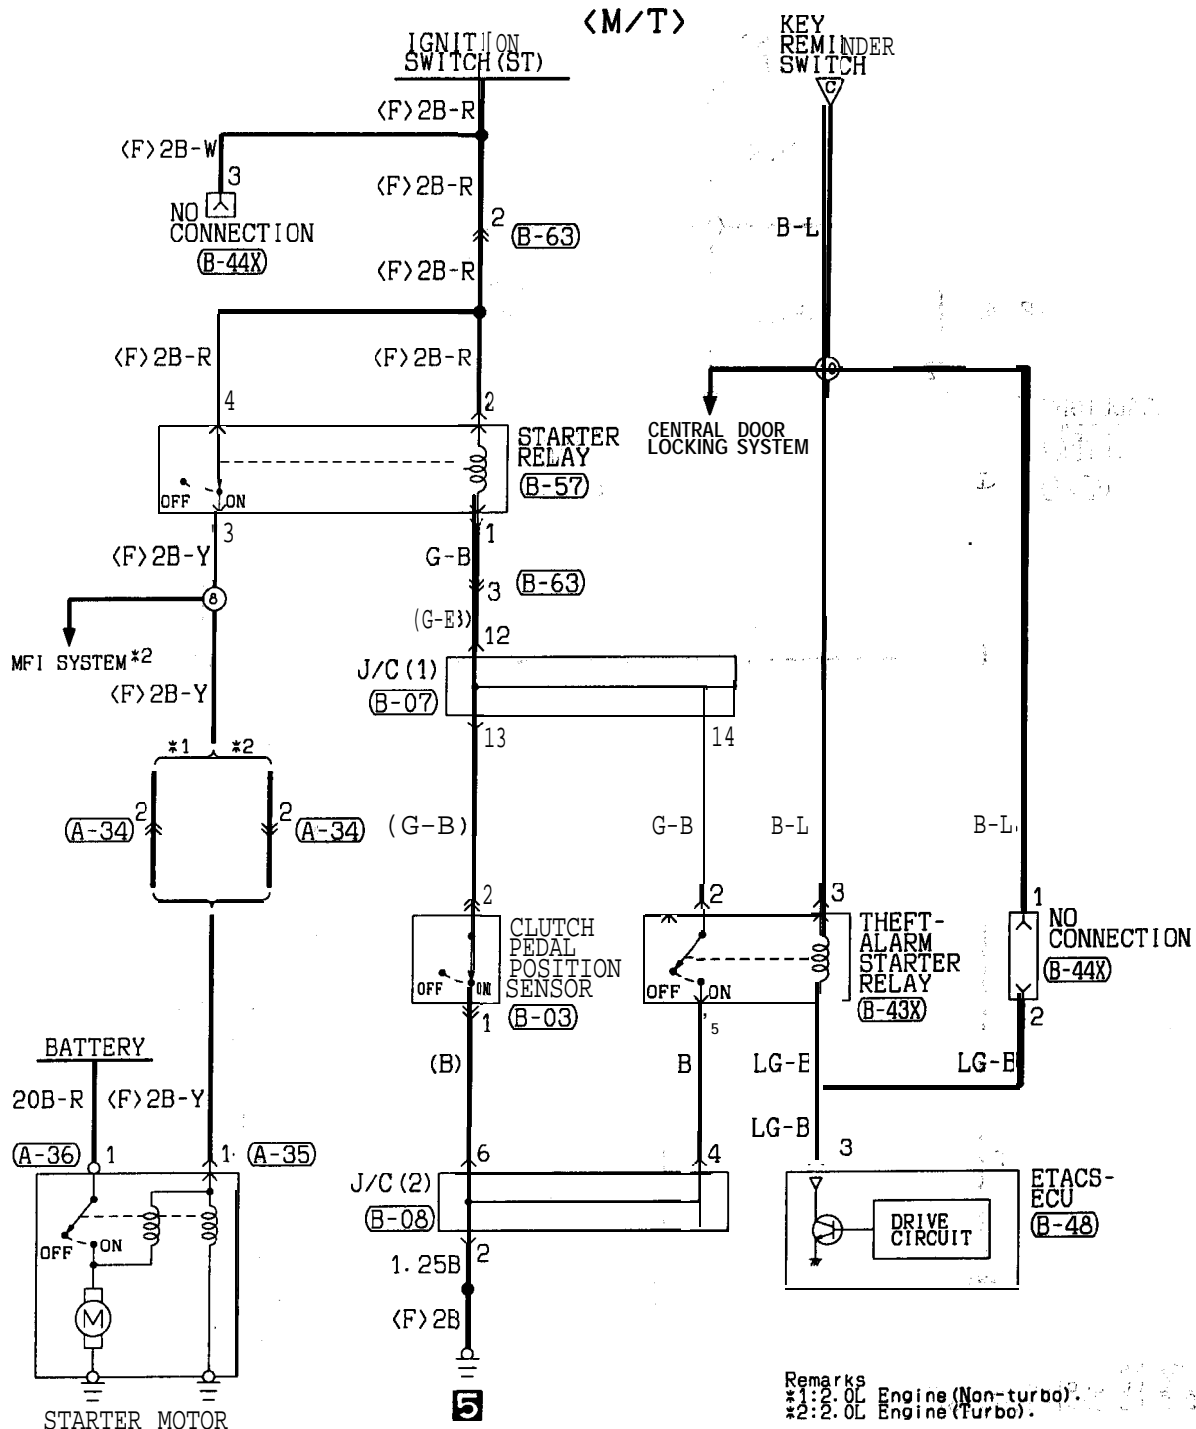 <M/T>
IGNITION
SWITCH(ST)
KEY
REMINDER
SWITCH
C
<F>2B-R
<F>2B-W
3
<F>2B-R
NO
CONNECTION
B-44X
2
B-63
B-L
<F>2B-R
<F>2B-R
<F>2B-R
4
2
CENTRAL DOOR
LOCKING SYSTEM
STARTER
RELAY
B-57
OFF
ON
3
1
<F>2B-Y
G-B
3
B-63
8
12
MFI SYSTEM*2
<F>2B-Y
J/C(1)
B-07
13
14
*1
*2
2
2
A-34
A-34
(G-B)
G-B
B-L
B-L
2
2
3
1
CLUTCH
PEDAL
POSITION
SENSOR
B-03
OFF
ON
1
THEFT-
ALARM
STARTER
RELAY
B-43X
OFF
ON
5
NO
CONNECTION
B-44X
2
BATTERY
(B)
B
LG-B
LG-B
20B-R
<F>2B-Y
LG-B
A-36
1
1
A-35
6
4
3
J/C(2)
B-08
ETACS-
ECU
B-48
DRIVE
CIRCUIT
OFF
ON
2
1.25B
M
<F>2B
5
STARTER MOTOR
Remarks
*1:2.0L Engine(Non-turbo).
*2:2.0L Engine(Turbo).